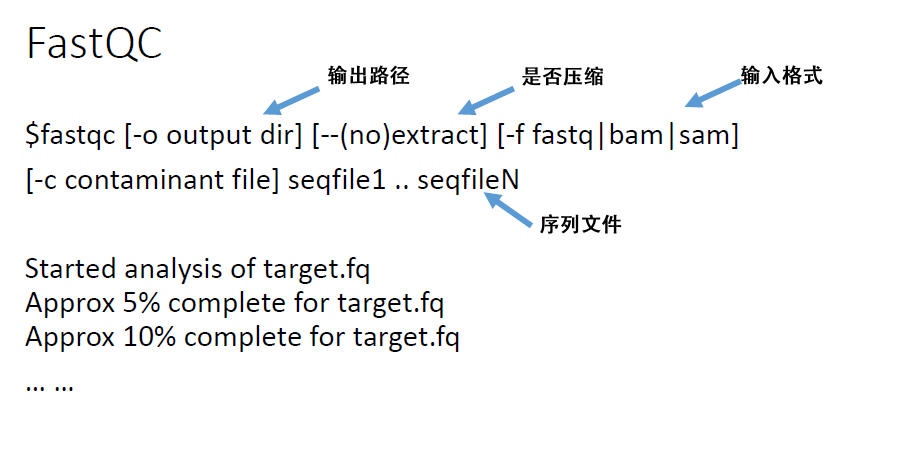 FastQC
输出路径
是否压缩
输入格式
$fastqc [-o output dir] [--(no)extract] [-f fastq|bam|sam]
[-c contaminant file] seqfile1 .. seqfileN
序列文件
Started analysis of target.fq
Approx 5% complete for target.fq
Approx 10% complete for target.fq
... ...